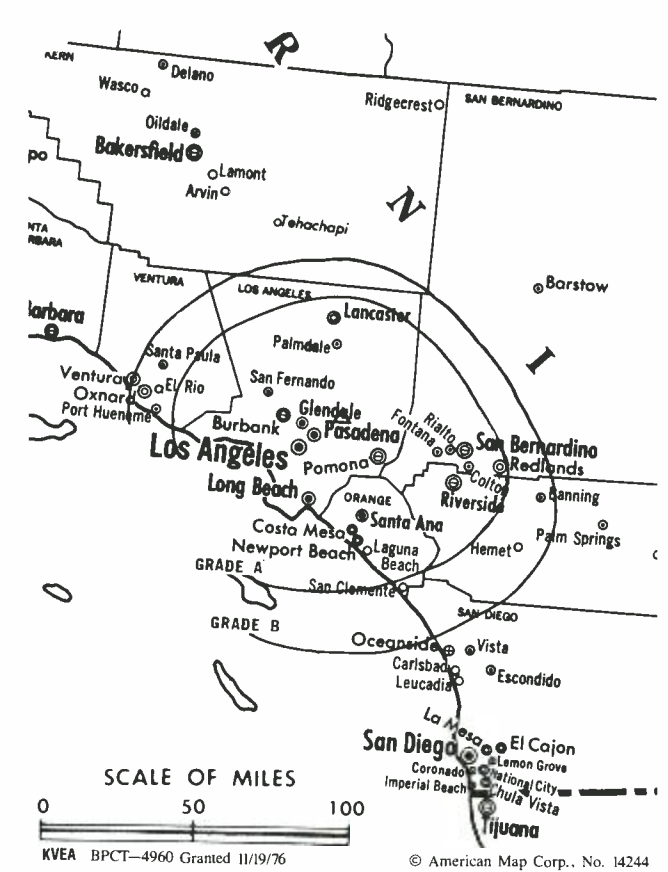 R
KERN
Delano
Wasco
Ridgecrest
SAN BERNARDINO
Oildale
Bakersfield
po
Lamont
Arvin
N
NTA
RBARA
Tehachapi
VENTURA
LOS ANGELES
Barstow
arbara
Lancaster
Palmdale
I
Santa Paula
Ventura
El Rio
Oxnard
Port Hueneme
San Fernando
Glendale
Burbank
Pasadena
Los Angeles
Pomona
Fontana
Rialto
San Bernardino
Redlands
Colton
Riverside
Long Beach
ORANGE
Banning
Santa Ana
Costa Mesa
Palm Springs
Newport Beach
Laguna
Beach
Hemet
GRADE A
San Clemente
SAN DIEGO
GRADE B
Oceanside
Vista
Carlsbad
Escondido
Leucadia
La Mesa
San Diego
El Cajon
Lemon Grove
Coronado
National City
Imperial Beach
Chula Vista
Tijuana
SCALE OF MILES
0 50 100
KVEA BPCT—4960 Granted 11/19/76
© American Map Corp., No. 14244